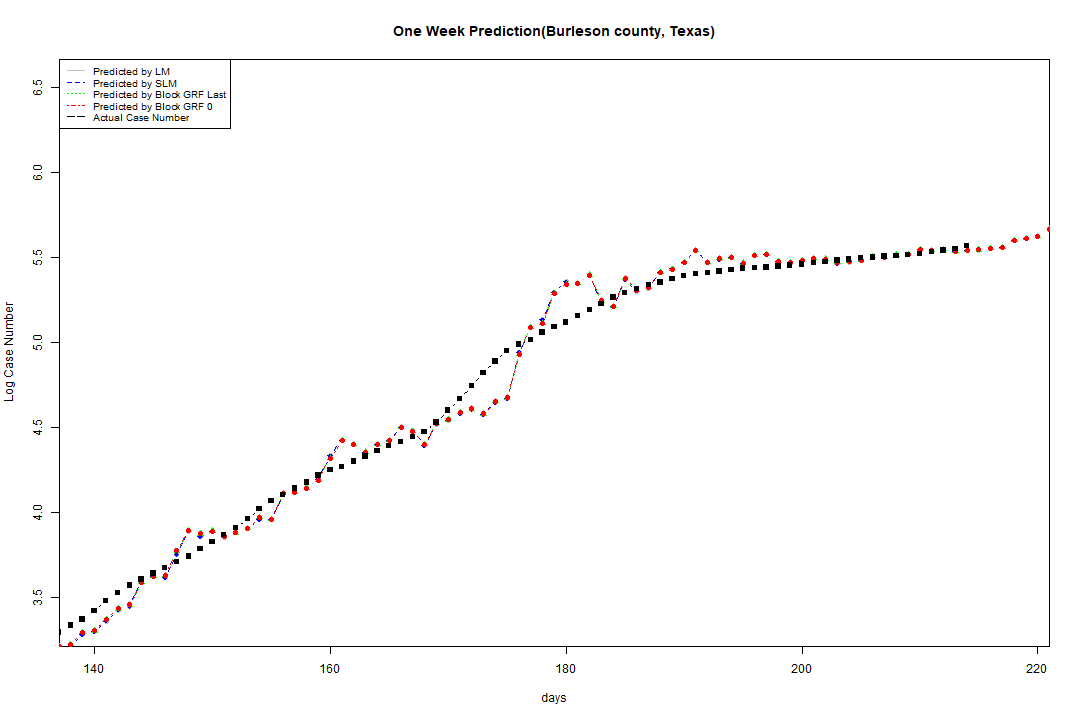 One Week Prediction(Burleson county, Texas)
Predicted by LM
Predicted by SLM
Predicted by Block GRF Last
Predicted by Block GRF 0
Actual Case Number
6.5
6.0
5.5
5.0
4.5
4.0
3.5
Log Case Number
140 160 180 200 220
days